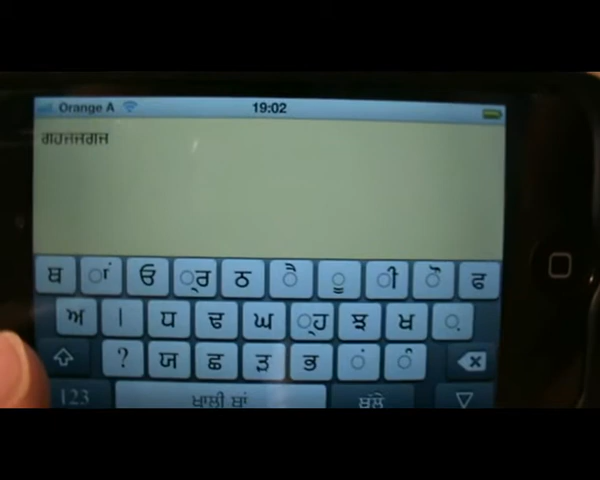 Orange A 19:02
ਗਹਜਜਗਜ
ਥ ਾਂ ਓ ੍ਰ ਠ ੈ ੂ ੀ ੌ ਫ
ਅ । ਧ ਢ ਘ ੍ਹ ਝ ਖ ਼
? ਯ ਛ ੜ ਭ ਂ ੰ
123 ਖ਼ਾਲੀ ਥਾਂ ਥੱਲੇ